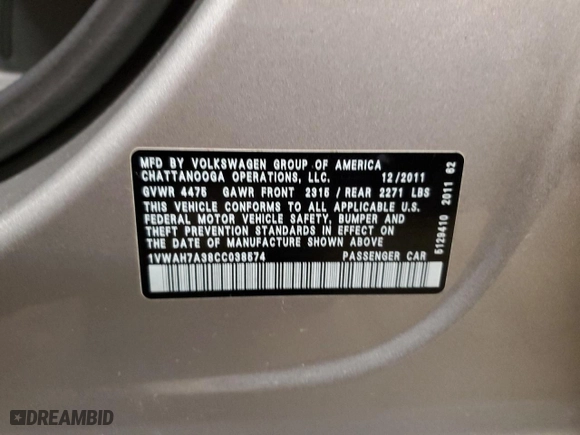 MFD BY VOLKSWAGEN GROUP OF AMERICA
CHATTANOOGA OPERATIONS, LLC. 12/2011
GVWR 4475 GAWR FRONT 2315 / REAR 2271 LBS
THIS VEHICLE CONFORMS TO ALL APPLICABLE U.S.
FEDERAL MOTOR VEHICLE SAFETY, BUMPER AND
THEFT PREVENTION STANDARDS IN EFFECT ON
THE DATE OF MANUFACTURE SHOWN ABOVE
1VWAH7A38CC038574 PASSENGER CAR
5129410 2011 62
DREAMBID